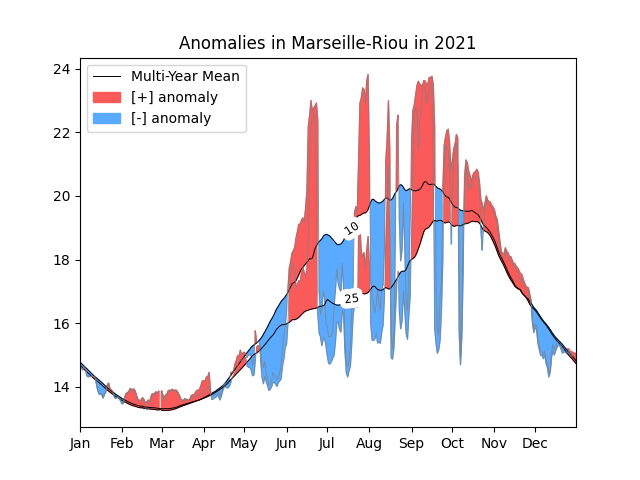 Anomalies in Marseille-Riou in 2021
Multi-Year Mean
[+] anomaly
[-] anomaly
24
22
20
18
16
14
10
25
Jan Feb Mar Apr May Jun Jul Aug Sep Oct Nov Dec